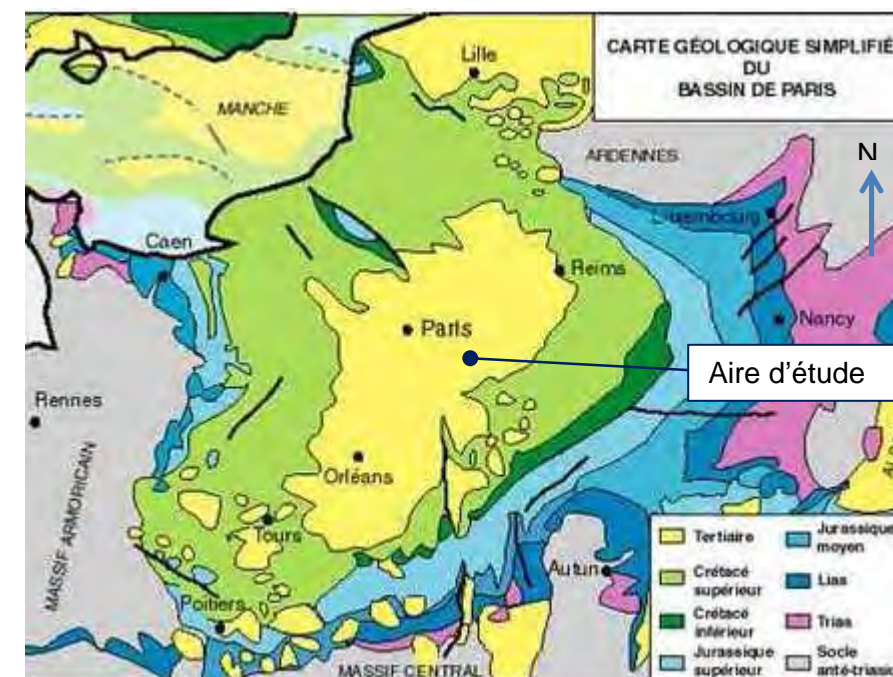 CARTE GÉOLOGIQUE SIMPLIFIÉ
DU
BASSIN DE PARIS
Lille
MANCHE
ARDENNES
N
Luxembourg
Caen
Reims
Paris
Nancy
Aire d'étude
Rennes
Orléans
MASSIF ARMORICAIN
Tours
Autun
Poitiers
MASSIF CENTRAL
Tertiaire
Crétacé
supérieur
Crétacé
inférieur
Jurassique
supérieur
Jurassique
moyen
Lias
Trias
Socle
anté-triasiq